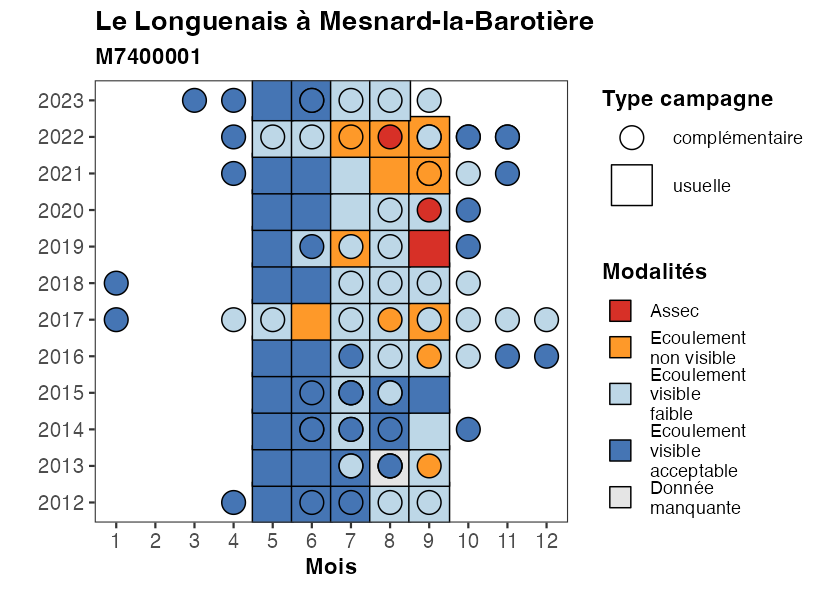 Le Longuenais à Mesnard-la-Barotière
M7400001
2023
2022
2021
2020
2019
2018
2017
2016
2015
2014
2013
2012
1 2 3 4 5 6 7 8 9 10 11 12
Mois
Type campagne
complémentaire
usuelle
Modalités
Assec
Ecoulement
non visible
Ecoulement
visible
faible
Ecoulement
visible
acceptable
Donnée
manquante